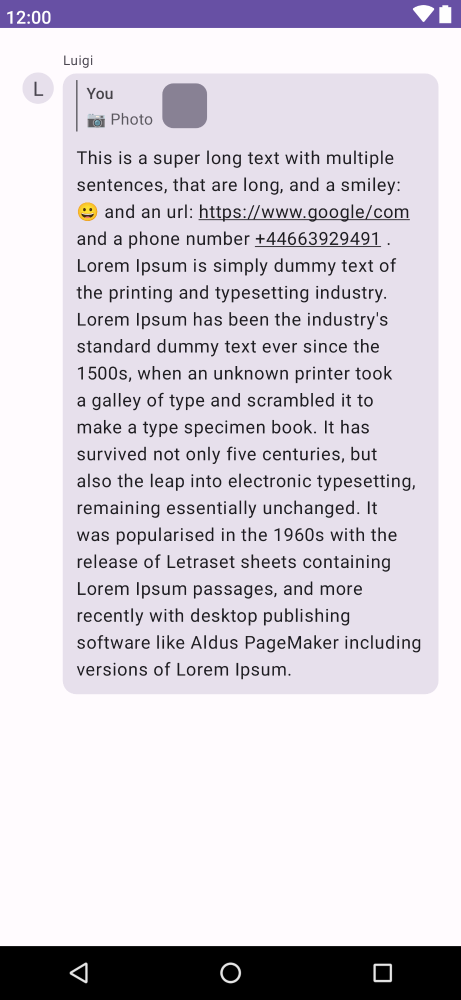 12:00
Luigi
L
You
📷 Photo
This is a super long text with multiple
sentences, that are long, and a smiley:
😀 and an url: https://www.google/com
and a phone number +44663929491 .
Lorem Ipsum is simply dummy text of
the printing and typesetting industry.
Lorem Ipsum has been the industry's
standard dummy text ever since the
1500s, when an unknown printer took
a galley of type and scrambled it to
make a type specimen book. It has
survived not only five centuries, but
also the leap into electronic typesetting,
remaining essentially unchanged. It
was popularised in the 1960s with the
release of Letraset sheets containing
Lorem Ipsum passages, and more
recently with desktop publishing
software like Aldus PageMaker including
versions of Lorem Ipsum.